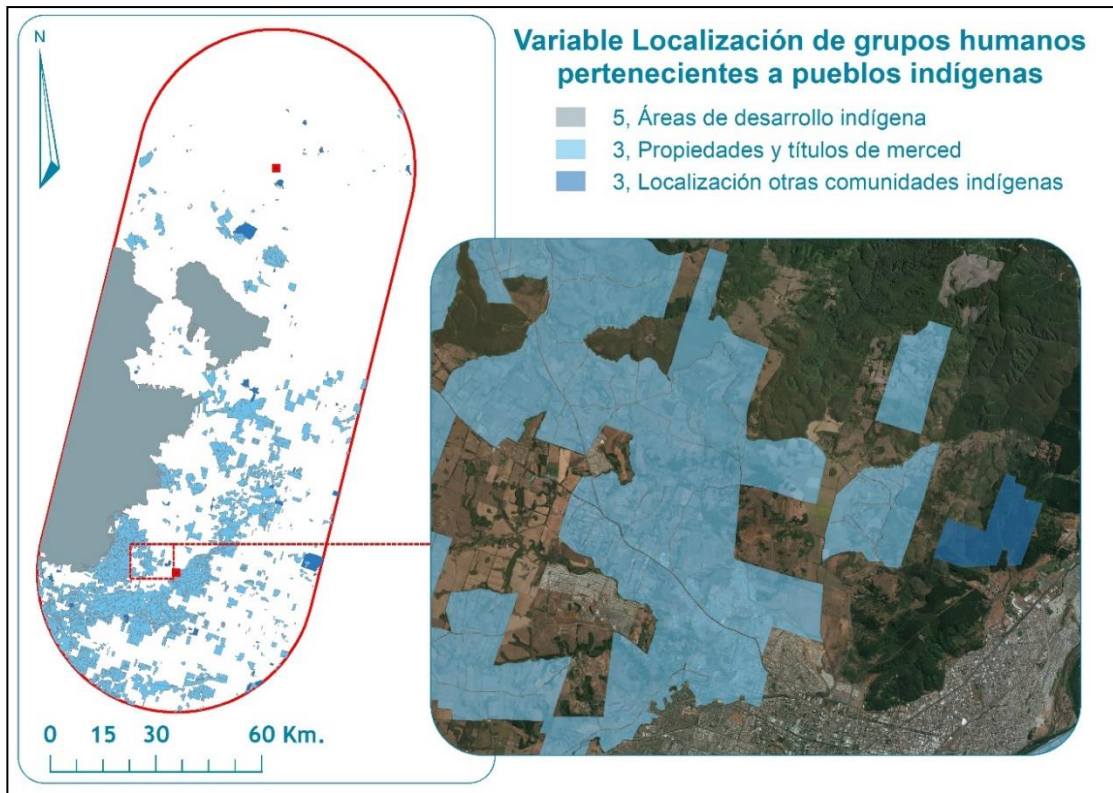 N
Variable Localización de grupos humanos
pertenecientes a pueblos indígenas
5, Áreas de desarrollo indígena
3, Propiedades y títulos de merced
3, Localización otras comunidades indígenas
0 15 30 60 Km.